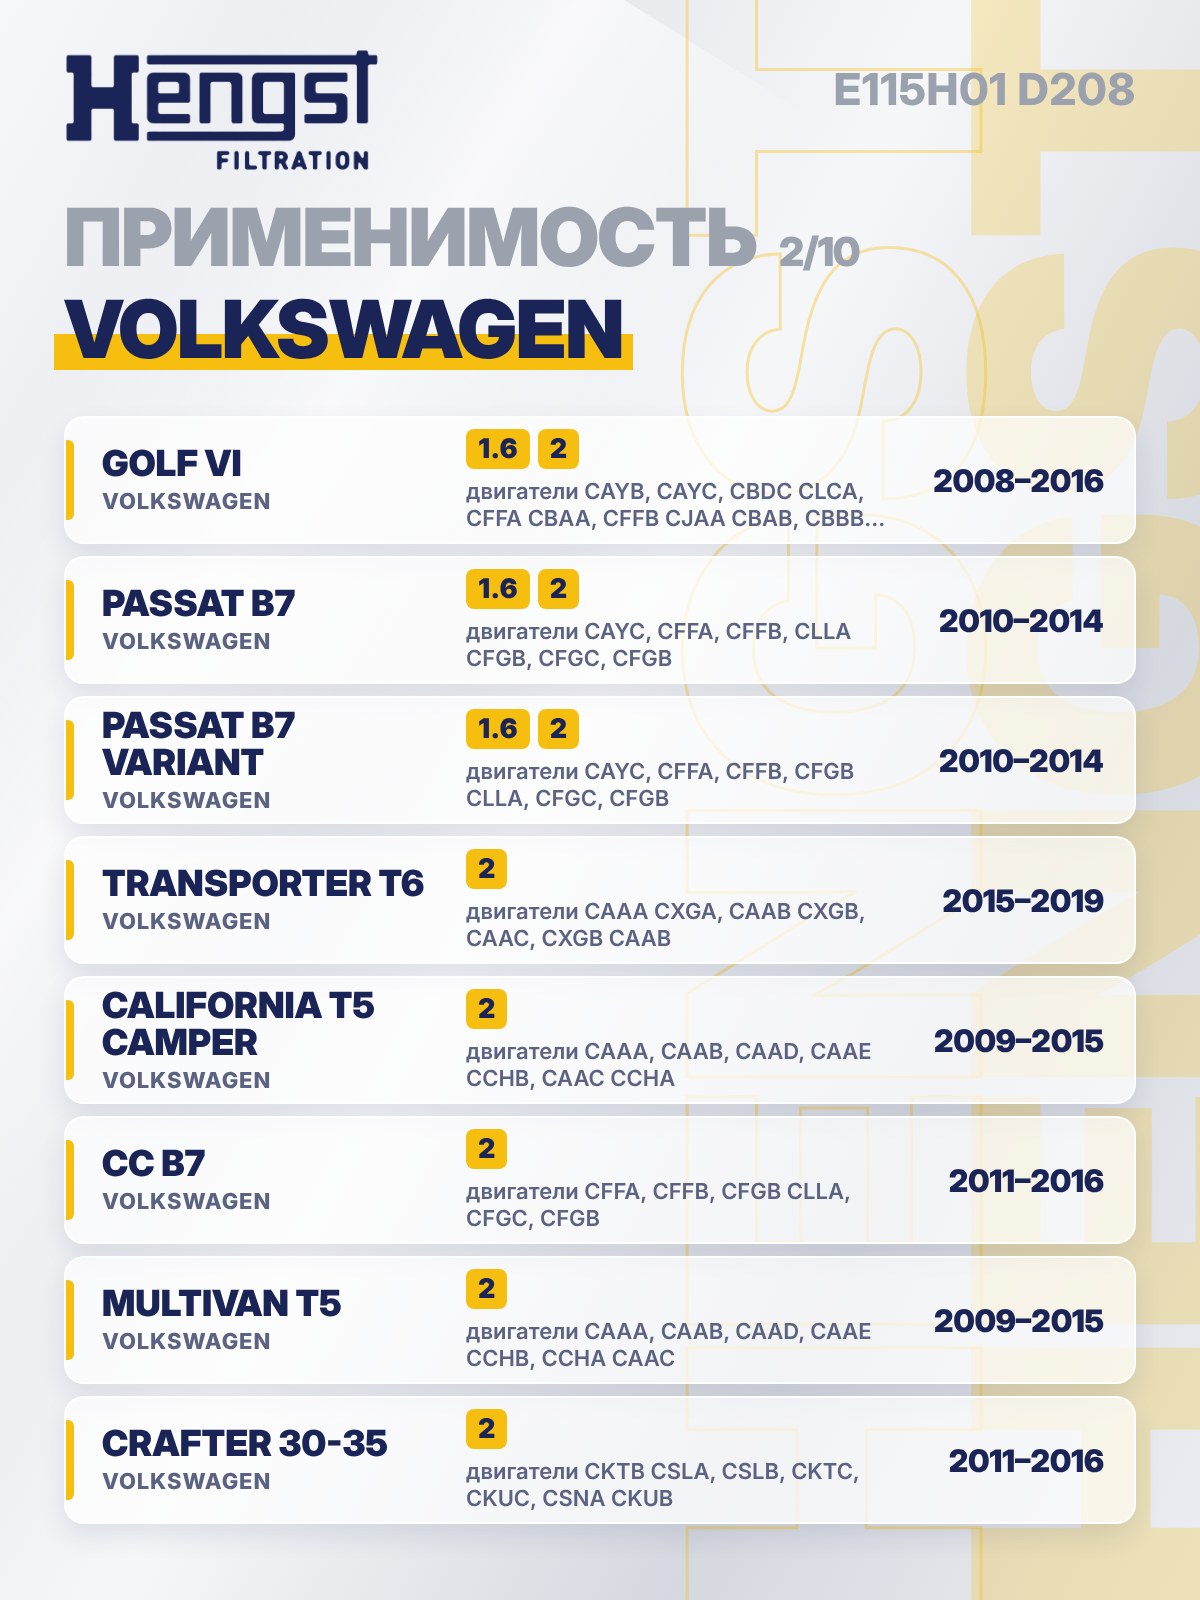 Hengst
FILTRATION
E115H01 D208
ПРИМЕНИМОСТЬ 2/10
VOLKSWAGEN
GOLF VI
VOLKSWAGEN
1.6 2
двигатели CAYB, CAYC, CBDC CLCA,
CFFA CBAA, CFFB CJAA CBAB, CBBB...
2008–2016
PASSAT B7
VOLKSWAGEN
1.6 2
двигатели CAYC, CFFA, CFFB, CLLA
CFGB, CFGC, CFGB
2010–2014
PASSAT B7
VARIANT
VOLKSWAGEN
1.6 2
двигатели CAYC, CFFA, CFFB, CFGB
CLLA, CFGC, CFGB
2010–2014
TRANSPORTER T6
VOLKSWAGEN
2
двигатели CAAA CXGA, CAAB CXGB,
CAAC, CXGB CAAB
2015–2019
CALIFORNIA T5
CAMPER
VOLKSWAGEN
2
двигатели CAAA, CAAB, CAAD, CAAE
CCHB, CAAC CCHA
2009–2015
CC B7
VOLKSWAGEN
2
двигатели CFFA, CFFB, CFGB CLLA,
CFGC, CFGB
2011–2016
MULTIVAN T5
VOLKSWAGEN
2
двигатели CAAA, CAAB, CAAD, CAAE
CCHB, CCHA CAAC
2009–2015
CRAFTER 30-35
VOLKSWAGEN
2
двигатели CKTB CSLA, CSLB, CKTC,
CKUC, CSNA CKUB
2011–2016
HENGST
HENGST